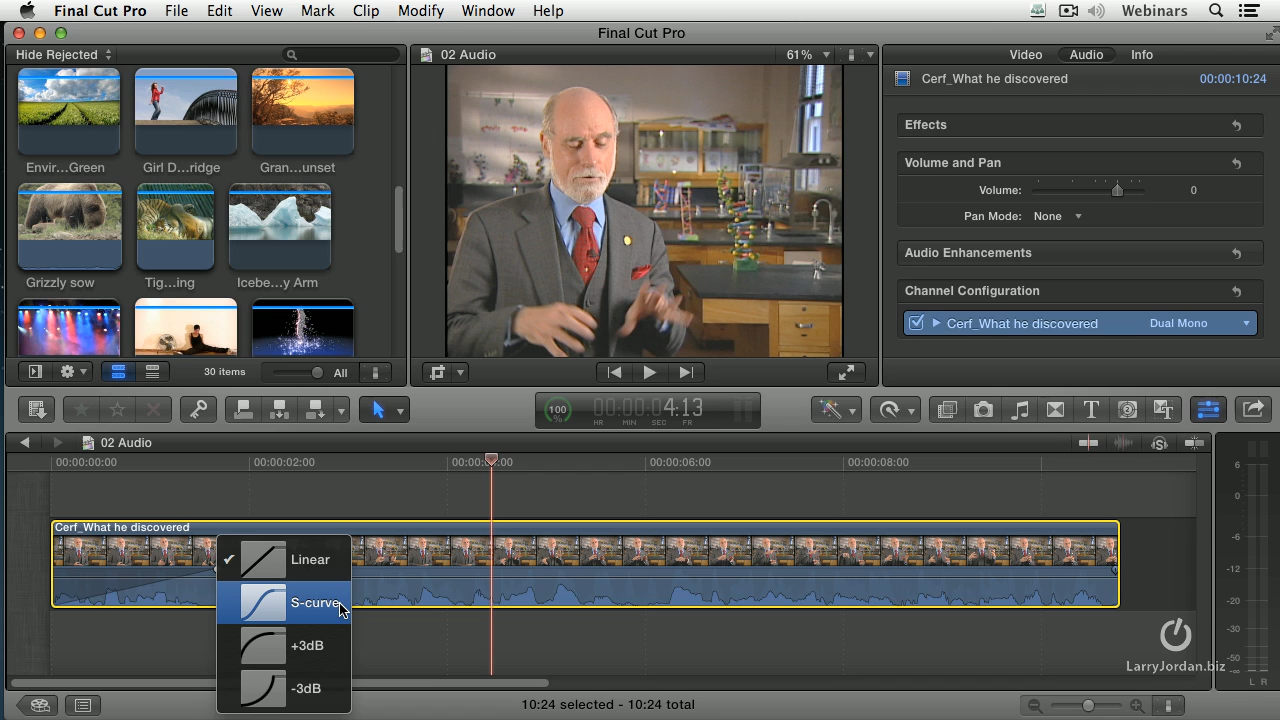 Final Cut Pro File Edit View Mark Clip Modify Window Help Webinars
Final Cut Pro
Hide Rejected
02 Audio 61%
Video Audio Info
Cerf_What he discovered 00:00:10:24
Effects
Volume and Pan
Volume: 0
Pan Mode: None
Audio Enhancements
Channel Configuration
Cerf_What he discovered Dual Mono
Envir...Green Girl D...ridge Gran...unset
Grizzly sow Tig...ing Icebe...y Arm
30 items All
100 % 00:00:04:13
HR MIN SEC FR
02 Audio
00:00:00:00 00:00:02:00 00:00:06:00 00:00:08:00
Cerf_What he discovered
Linear
S-curve
+3dB
-3dB
6
0
-6
-12
-20
-30
-50
-∞
L R
LarryJordan.biz
10:24 selected - 10:24 total